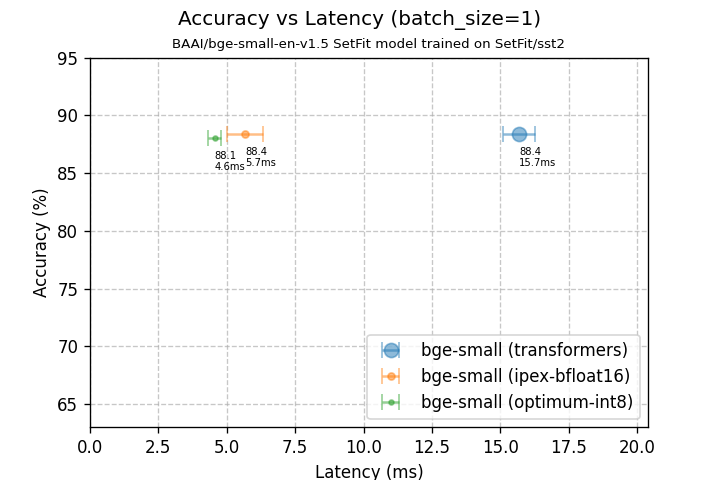 Accuracy vs Latency (batch_size=1)
BAAI/bge-small-en-v1.5 SetFit model trained on SetFit/sst2
Accuracy (%)
95
90
85
80
75
70
65
88.1
4.6ms
88.4
5.7ms
88.4
15.7ms
bge-small (transformers)
bge-small (ipex-bfloat16)
bge-small (optimum-int8)
0.0 2.5 5.0 7.5 10.0 12.5 15.0 17.5 20.0
Latency (ms)